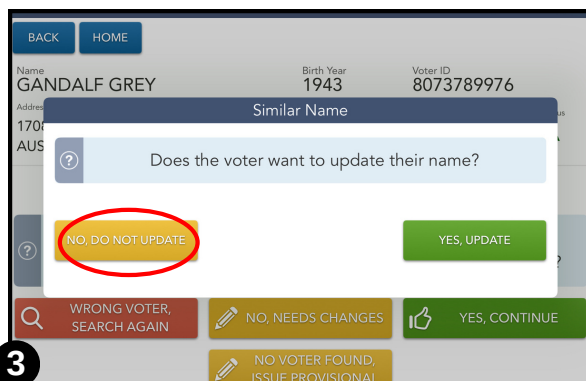 BACK HOME
Name Birth Year Voter ID
GANDALF GREY 1943 8073789976
Similar Name
1708
AUS
? Does the voter want to update their name?
NO, DO NOT UPDATE YES, UPDATE
? ?
WRONG VOTER,
SEARCH AGAIN
NO, NEEDS CHANGES
YES, CONTINUE
NO VOTER FOUND,
ISSUE PROVISIONAL
3